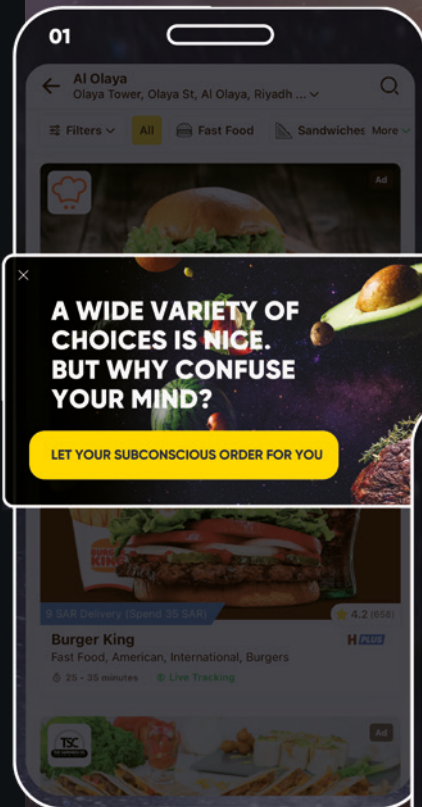 01
Al Olaya
Olaya Tower, Olaya St, Al Olaya, Riyadh ...
Filters All Fast Food Sandwiches More
Ad
A WIDE VARIETY OF
CHOICES IS NICE.
BUT WHY CONFUSE
YOUR MIND?
LET YOUR SUBCONSCIOUS ORDER FOR YOU
BURGER
KING
9 SAR Delivery (Spend 35 SAR) 4.2 (656)
Burger King H PLUS
Fast Food, American, International, Burgers
25 - 35 minutes Live Tracking
TSC Ad